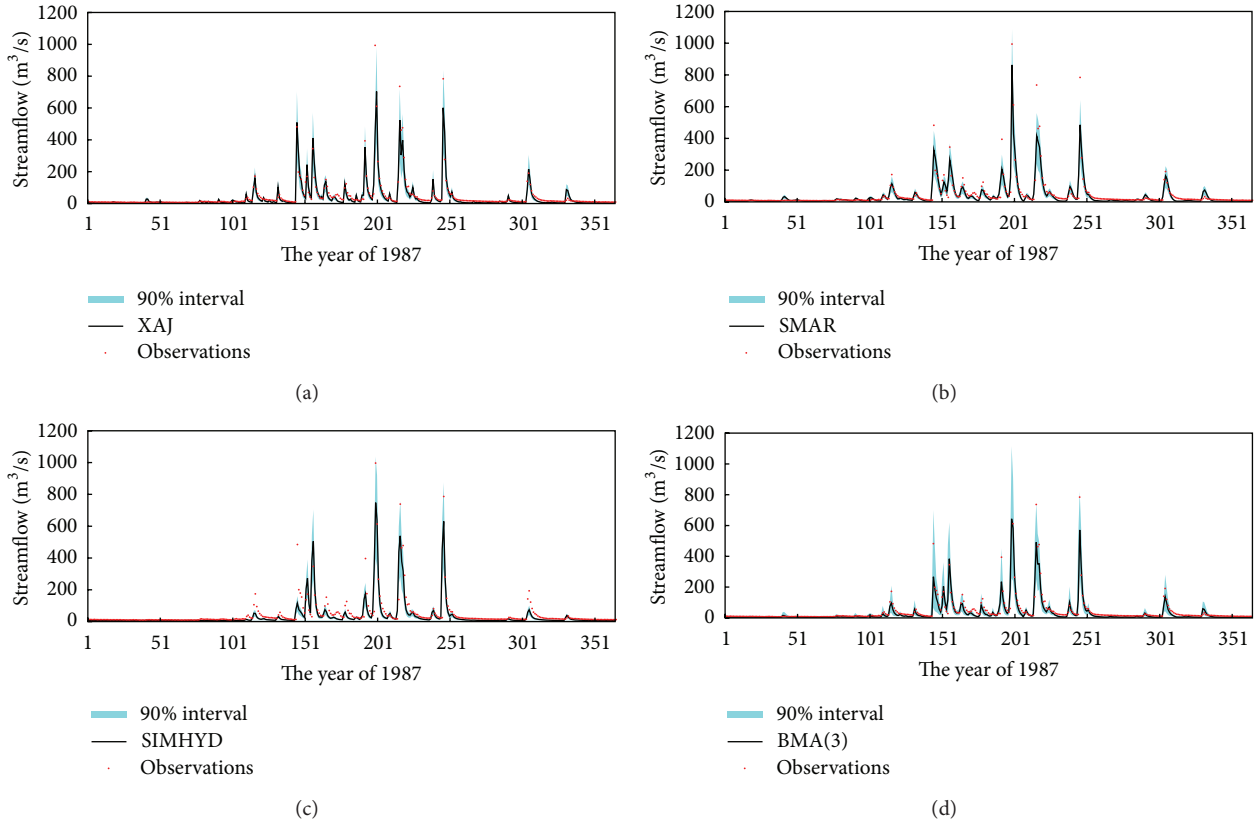 1200
1000
800
600
400
200
0
Streamflow (m³/s)
1 51 101 151 201 251 301 351
The year of 1987
90% interval
XAJ
Observations
(a)
1200
1000
800
600
400
200
0
Streamflow (m³/s)
1 51 101 151 201 251 301 351
The year of 1987
90% interval
SMAR
Observations
(b)
1200
1000
800
600
400
200
0
Streamflow (m³/s)
1 51 101 151 201 251 301 351
The year of 1987
90% interval
SIMHYD
Observations
(c)
1200
1000
800
600
400
200
0
Streamflow (m³/s)
1 51 101 151 201 251 301 351
The year of 1987
90% interval
BMA(3)
Observations
(d)